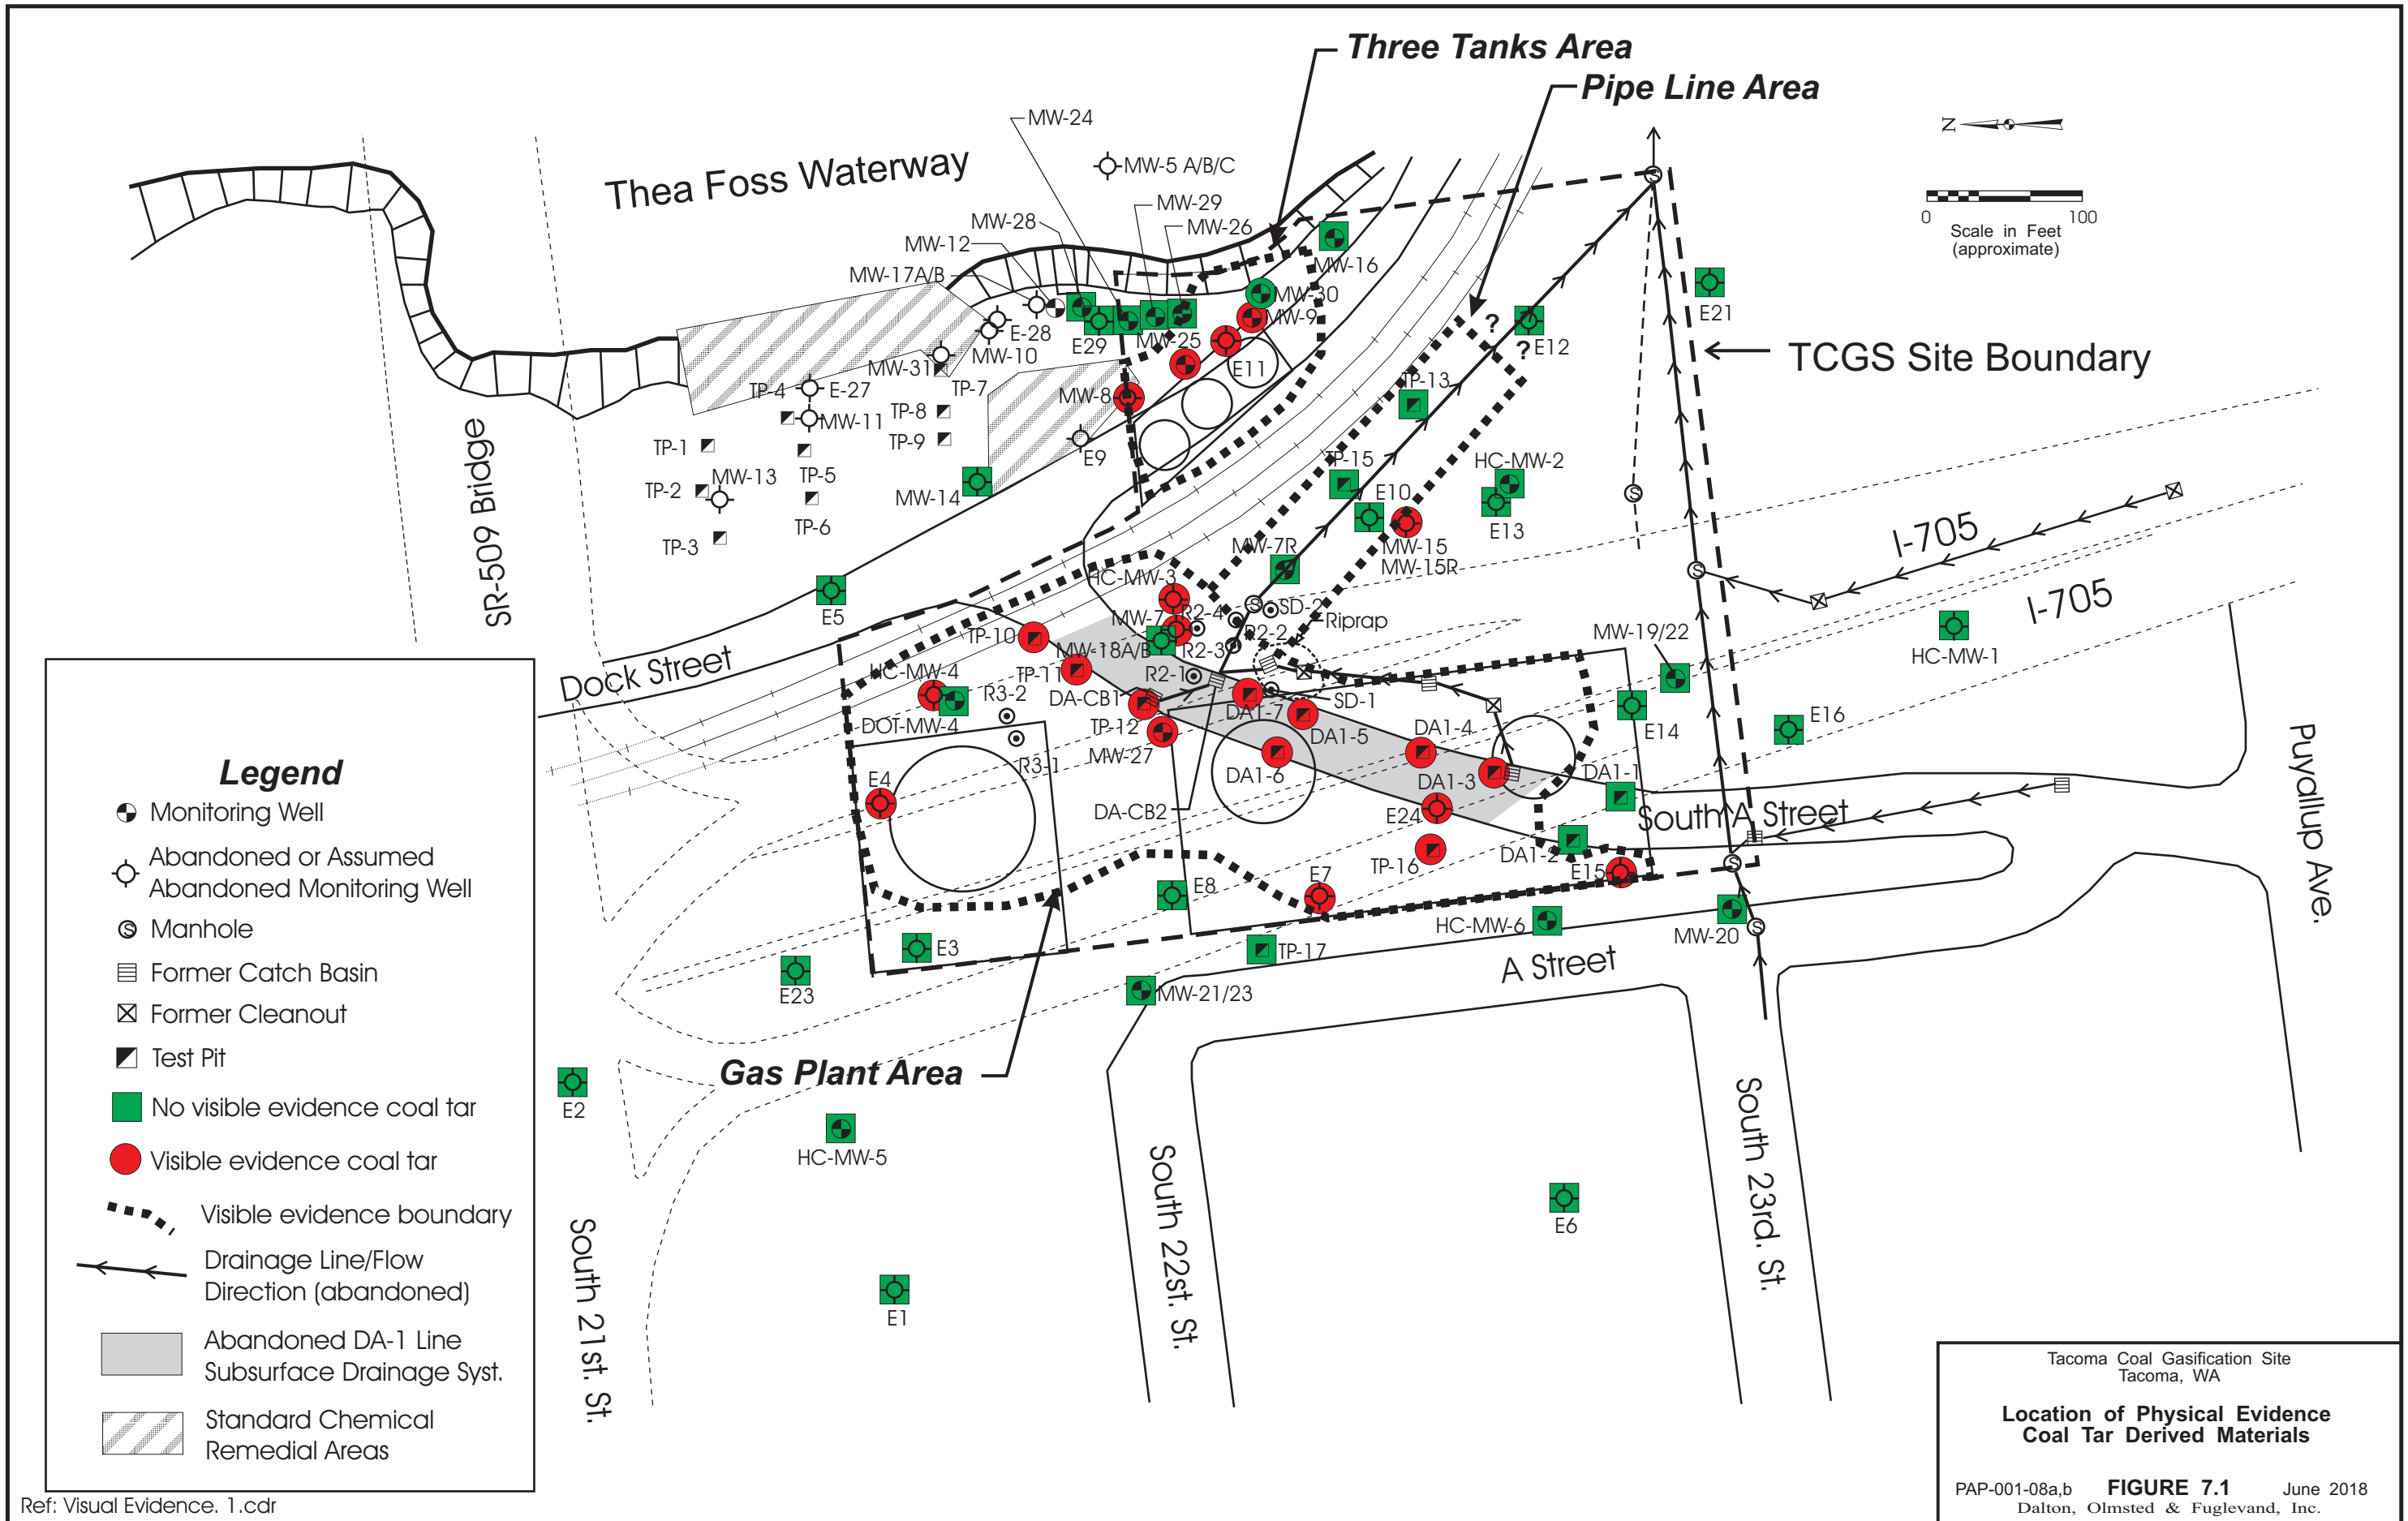 Three Tanks Area
Pipe Line Area
MW-24
N
Thea Foss Waterway
MW-5 A/B/C
MW-29
MW-28
MW-26
MW-12
MW-17A/B
0
100
Scale in Feet
(approximate)
MW-16
MW-30
MW-9
E21
E-28
E29
MW-25
?
?
E12
MW-10
MW-31
E11
TCGS Site Boundary
TP-4
E-27
TP-7
MW-8
TP-13
TP-8
MW-11
TP-9
TP-1
E9
TP-15
HC-MW-2
SR-509 Bridge
TP-2
MW-13
TP-5
MW-14
E10
TP-6
E13
TP-3
I-705
MW-7R
MW-15
MW-15R
HC-MW-3
I-705
E5
MW-7
R2-4
SD-2
R2-2
Riprap
TP-10
MW-18A/B
R2-3
MW-19/22
HC-MW-1
Dock Street
HC-MW-4
TP-11
R2-1
R3-2
DA-CB1
SD-1
DOT-MW-4
TP-12
DA1-7
DA1-4
E14
E16
MW-27
DA1-5
R3-1
DA1-6
DA1-3
DA1-1
Puyallup Ave.
E4
DA-CB2
E24
South A Street
TP-16
DA1-2
E15
E8
E7
HC-MW-6
MW-20
E3
TP-17
A Street
E23
MW-21/23
Gas Plant Area
E2
HC-MW-5
South 21st. St.
South 22st. St.
South 23rd. St.
E6
E1
Legend
Monitoring Well
Abandoned or Assumed
Abandoned Monitoring Well
S Manhole
Former Catch Basin
Former Cleanout
Test Pit
No visible evidence coal tar
Visible evidence coal tar
Visible evidence boundary
Drainage Line/Flow
Direction (abandoned)
Abandoned DA-1 Line
Subsurface Drainage Syst.
Standard Chemical
Remedial Areas
Ref: Visual Evidence. 1.cdr
Tacoma Coal Gasification Site
Tacoma, WA
Location of Physical Evidence
Coal Tar Derived Materials
PAP-001-08a,b FIGURE 7.1 June 2018
Dalton, Olmsted & Fuglevand, Inc.